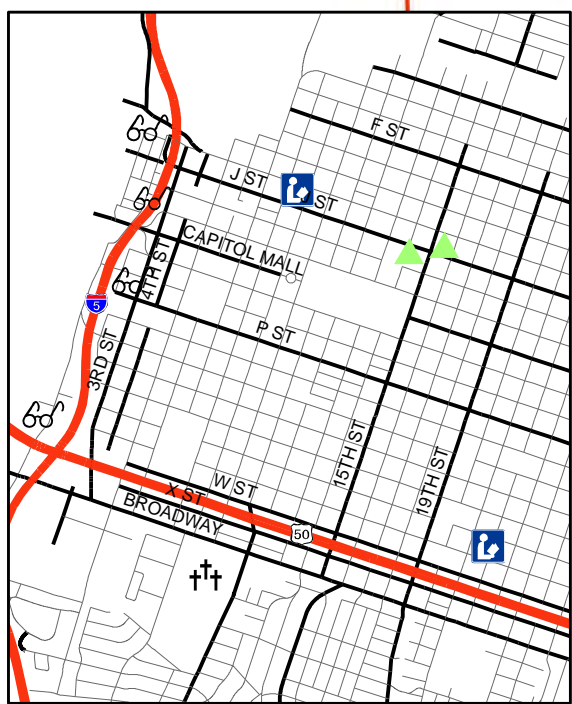 F ST
J ST
J ST
CAPITOL MALL
4TH ST
5
P ST
3RD ST
15TH ST
19TH ST
W ST
X ST
BROADWAY
50